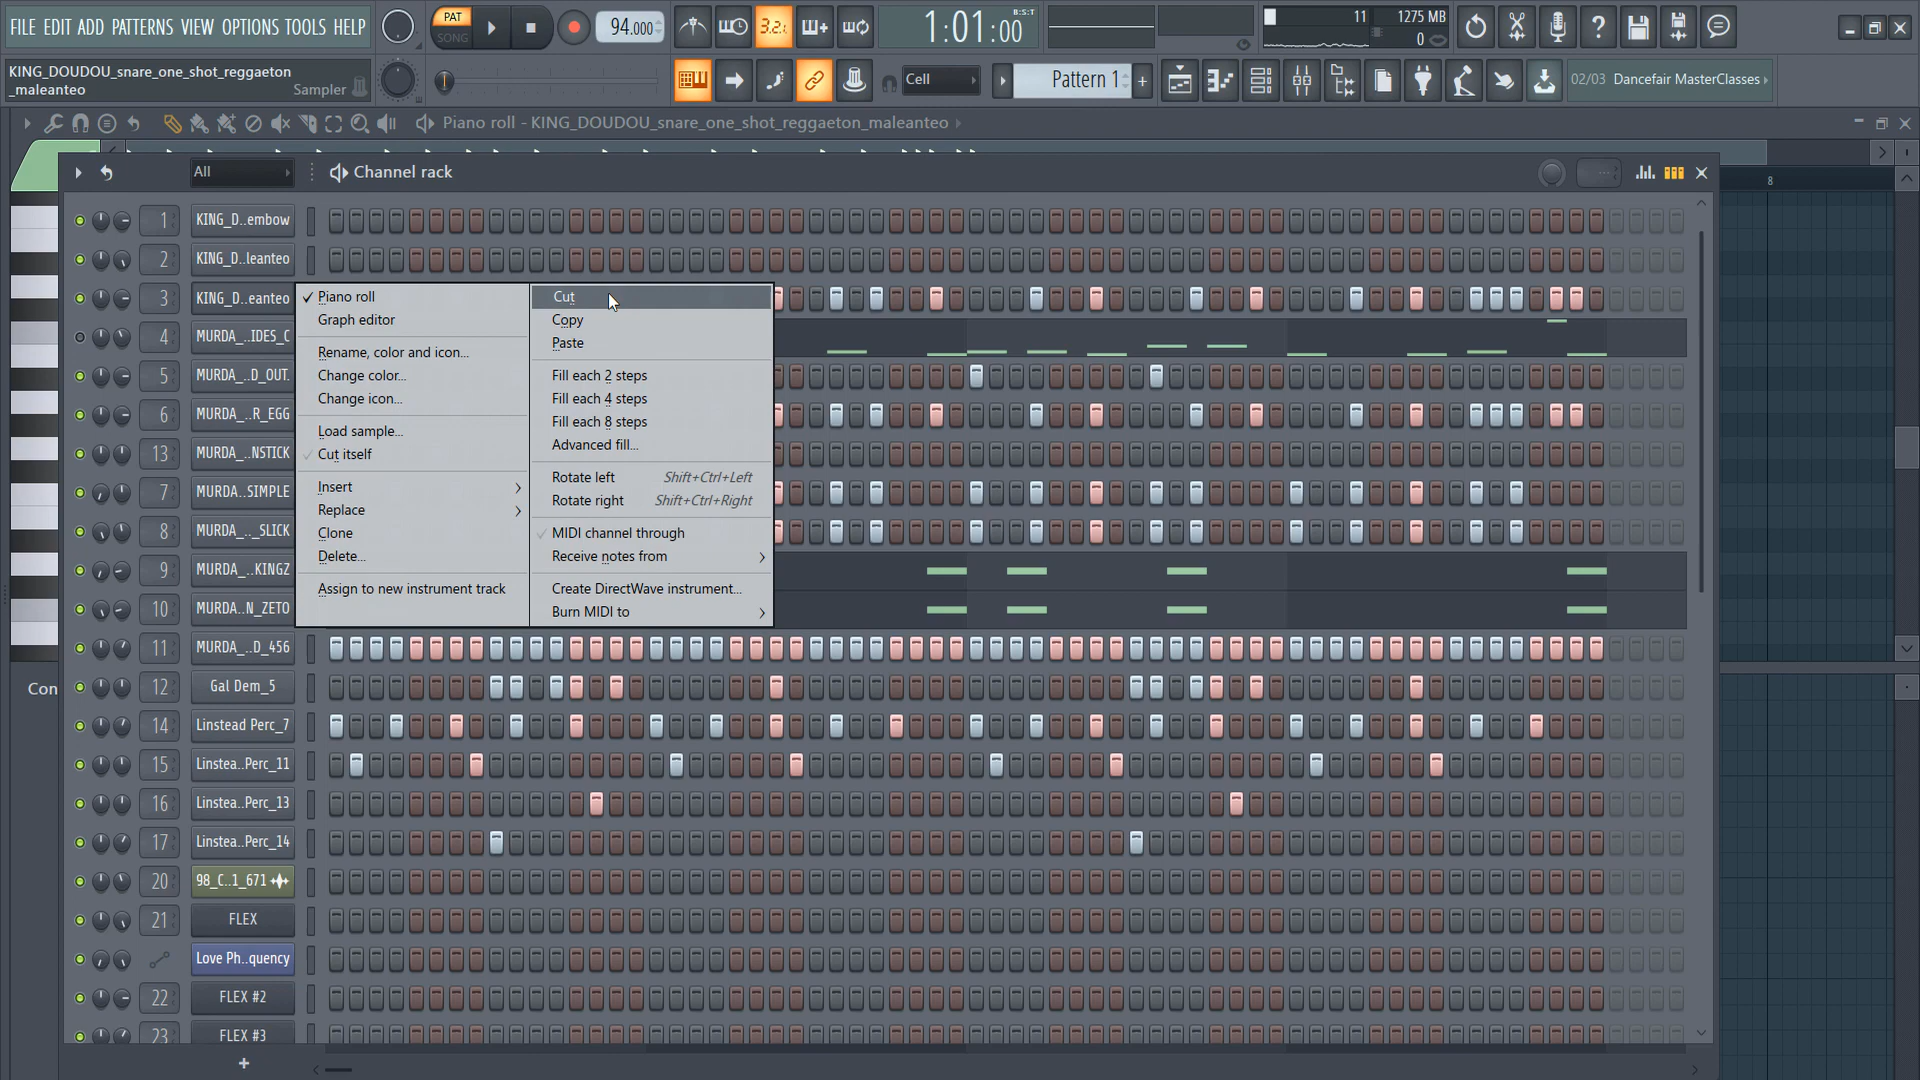 FILE EDIT ADD PATTERNS VIEW OPTIONS TOOLS HELP
PAT
SONG
94.000
3.2.
1:01:00
B:S:T
11
1275 MB
0
KING_DOUDOU_snare_one_shot_reggaeton
_maleanteo
Sampler
Cell
Pattern 1
+
02/03 Dancefair MasterClasses
Piano roll - KING_DOUDOU_snare_one_shot_reggaeton_maleanteo
All
Channel rack
8
1 KING_D..embow
2 KING_D..leanteo
3 KING_D..eanteo
4 MURDA_..IDES_C
5 MURDA_..D_OUT.
6 MURDA_..R_EGG
13 MURDA_..NSTICK
7 MURDA..SIMPLE
8 MURDA_.._SLICK
9 MURDA_..KINGZ
10 MURDA_..N_ZETO
11 MURDA_..D_456
12 Gal Dem_5
14 Linstead Perc_7
15 Linstea..Perc_11
16 Linstea..Perc_13
17 Linstea..Perc_14
20 98_C..1_671
21 FLEX
Love Ph..quency
22 FLEX #2
23 FLEX #3
+
Con
Piano roll
Graph editor
Rename, color and icon...
Change color...
Change icon...
Load sample...
Cut itself
Insert
Replace
Clone
Delete...
Assign to new instrument track
Cut
Copy
Paste
Fill each 2 steps
Fill each 4 steps
Fill each 8 steps
Advanced fill...
Rotate left Shift+Ctrl+Left
Rotate right Shift+Ctrl+Right
MIDI channel through
Receive notes from
Create DirectWave instrument...
Burn MIDI to